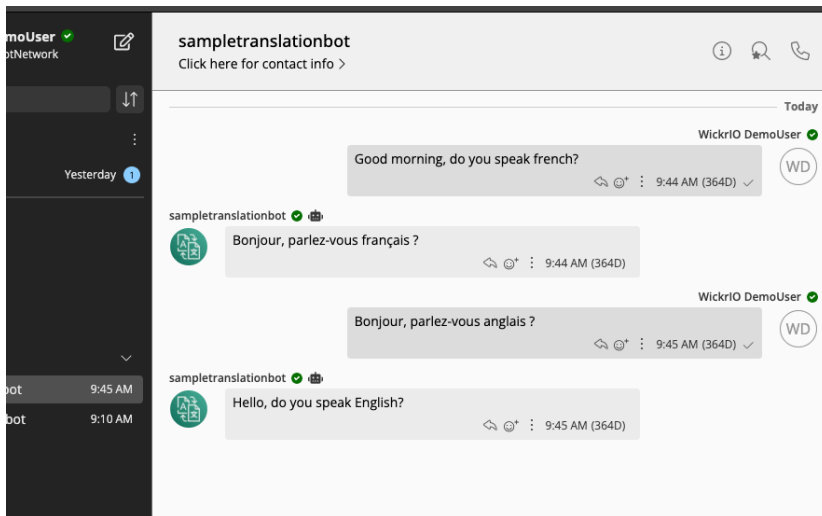 moUser
otNetwork
Yesterday 1
bot 9:45 AM
bot 9:10 AM
sampletranslationbot
Click here for contact info >
Today
WickrIO DemoUser
Good morning, do you speak french?
9:44 AM (364D)
WD
sampletranslationbot
Bonjour, parlez-vous français ?
9:44 AM (364D)
WickrIO DemoUser
Bonjour, parlez-vous anglais ?
9:45 AM (364D)
WD
sampletranslationbot
Hello, do you speak English?
9:45 AM (364D)